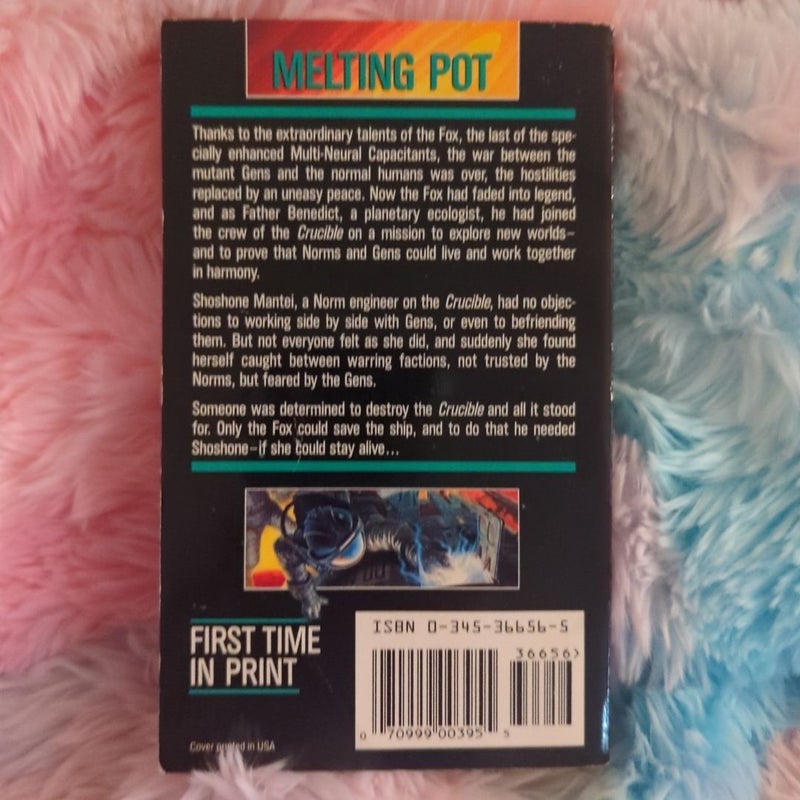 MELTING POT
Thanks to the extraordinary talents of the Fox, the last of the spe-
cially enhanced Multi-Neural Capacitants, the war between the
mutant Gens and the normal humans was over, the hostilities
replaced by an uneasy peace. Now the Fox had faded into legend,
and as Father Benedict, a planetary ecologist, he had joined
the crew of the Crucible on a mission to explore new worlds—
and to prove that Norms and Gens could live and work together
in harmony.
Shoshone Mantei, a Norm engineer on the Crucible, had no objec-
tions to working side by side with Gens, or even to befriending
them. But not everyone felt as she did, and suddenly she found
herself caught between warring factions, not trusted by the
Norms, but feared by the Gens.
Someone was determined to destroy the Crucible and all it stood
for. Only the Fox could save the ship, and to do that he needed
Shoshone—if she could stay alive...
FIRST TIME
IN PRINT
ISBN 0-345-36656-5
36656>
0 70999 00395 5
Cover printed in USA